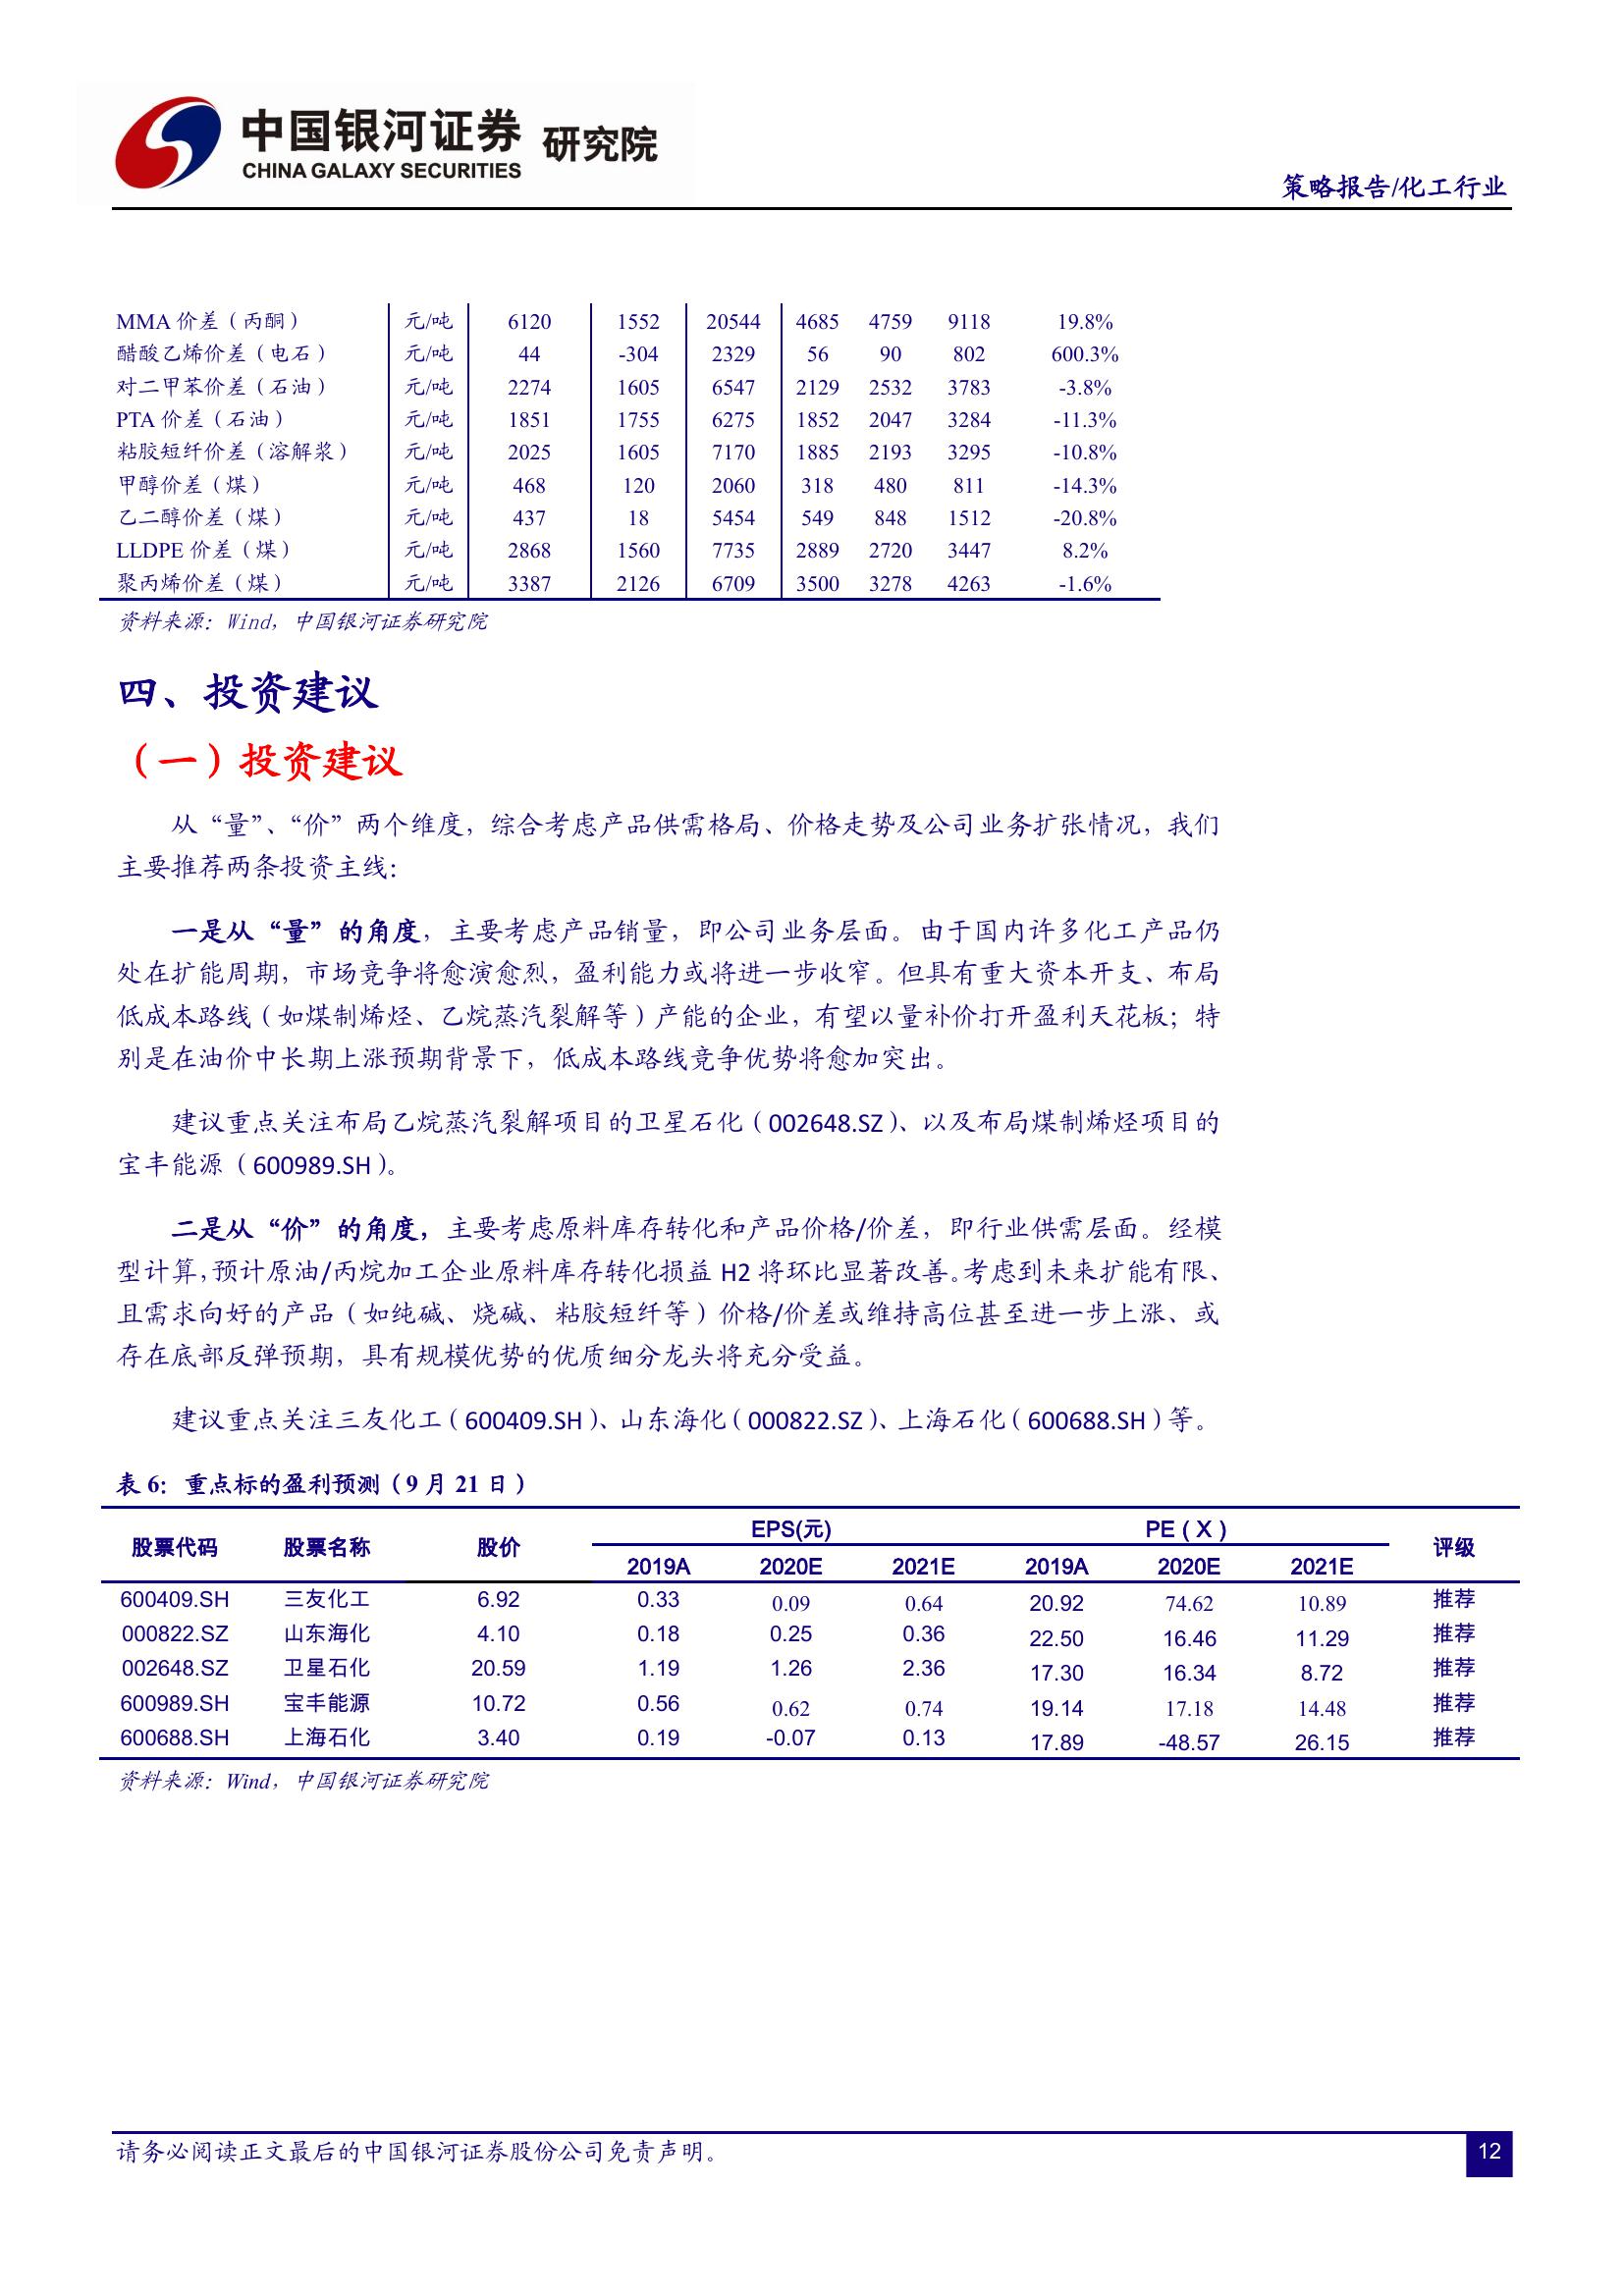 中国银河证券 研究院
CHINA GALAXY SECURITIES
策略报告/化工行业
MMA 价差（丙酮） 元/吨 6120 1552 20544 4685 4759 9118 19.8%
醋酸乙烯价差（电石） 元/吨 44 -304 2329 56 90 802 600.3%
对二甲苯价差（石油） 元/吨 2274 1605 6547 2129 2532 3783 -3.8%
PTA 价差（石油） 元/吨 1851 1755 6275 1852 2047 3284 -11.3%
粘胶短纤价差（溶解浆） 元/吨 2025 1605 7170 1885 2193 3295 -10.8%
甲醇价差（煤） 元/吨 468 120 2060 318 480 811 -14.3%
乙二醇价差（煤） 元/吨 437 18 5454 549 848 1512 -20.8%
LLDPE 价差（煤） 元/吨 2868 1560 7735 2889 2720 3447 8.2%
聚丙烯价差（煤） 元/吨 3387 2126 6709 3500 3278 4263 -1.6%
资料来源：Wind，中国银河证券研究院
四、投资建议
（一）投资建议
从“量”、“价”两个维度，综合考虑产品供需格局、价格走势及公司业务扩张情况，我们
主要推荐两条投资主线：
一是从“量”的角度，主要考虑产品销量，即公司业务层面。由于国内许多化工产品仍
处在扩能周期，市场竞争将愈演愈烈，盈利能力或将进一步收窄。但具有重大资本开支、布局
低成本路线（如煤制烯烃、乙烷蒸汽裂解等）产能的企业，有望以量补价打开盈利天花板；特
别是在油价中长期上涨预期背景下，低成本路线竞争优势将愈加突出。
建议重点关注布局乙烷蒸汽裂解项目的卫星石化（002648.SZ）、以及布局煤制烯烃项目的
宝丰能源（600989.SH）。
二是从“价”的角度，主要考虑原料库存转化和产品价格/价差，即行业供需层面。经模
型计算，预计原油/丙烷加工企业原料库存转化损益 H2 将环比显著改善。考虑到未来扩能有限、
且需求向好的产品（如纯碱、烧碱、粘胶短纤等）价格/价差或维持高位甚至进一步上涨、或
存在底部反弹预期，具有规模优势的优质细分龙头将充分受益。
建议重点关注三友化工（600409.SH）、山东海化（000822.SZ）、上海石化（600688.SH）等。
表 6：重点标的盈利预测（9 月 21 日）
股票代码 股票名称 股价 EPS(元) PE（X） 评级
2019A 2020E 2021E 2019A 2020E 2021E
600409.SH 三友化工 6.92 0.33 0.09 0.64 20.92 74.62 10.89 推荐
000822.SZ 山东海化 4.10 0.18 0.25 0.36 22.50 16.46 11.29 推荐
002648.SZ 卫星石化 20.59 1.19 1.26 2.36 17.30 16.34 8.72 推荐
600989.SH 宝丰能源 10.72 0.56 0.62 0.74 19.14 17.18 14.48 推荐
600688.SH 上海石化 3.40 0.19 -0.07 0.13 17.89 -48.57 26.15 推荐
资料来源：Wind，中国银河证券研究院
请务必阅读正文最后的中国银河证券股份公司免责声明。
12